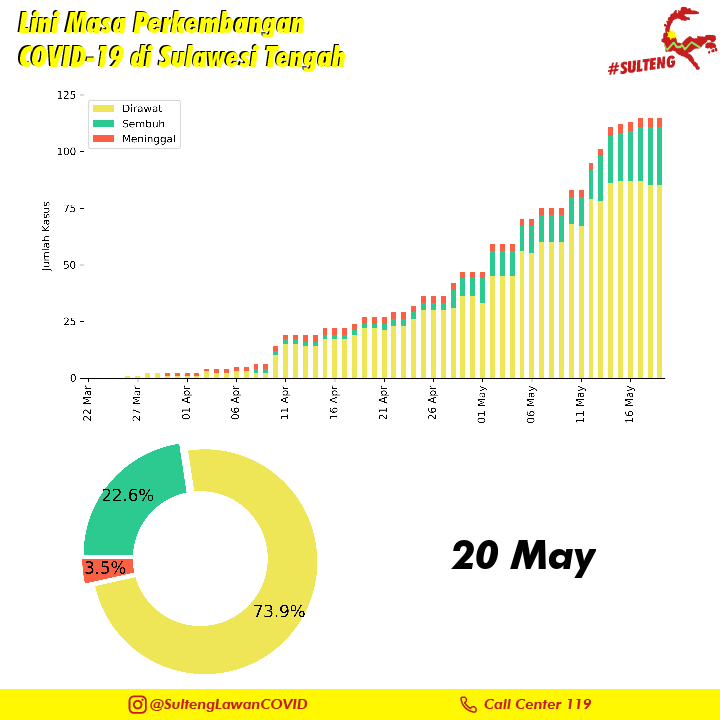 Lini Masa Perkembangan
COVID-19 di Sulawesi Tengah
#SULTENG
125
100
75
50
25
0
Jumlah Kasus
Dirawat
Sembuh
Meninggal
22 Mar
27 Mar
01 Apr
06 Apr
11 Apr
16 Apr
21 Apr
26 Apr
01 May
06 May
11 May
16 May
22.6%
3.5%
73.9%
20 May
@SultengLawanCOVID
Call Center 119